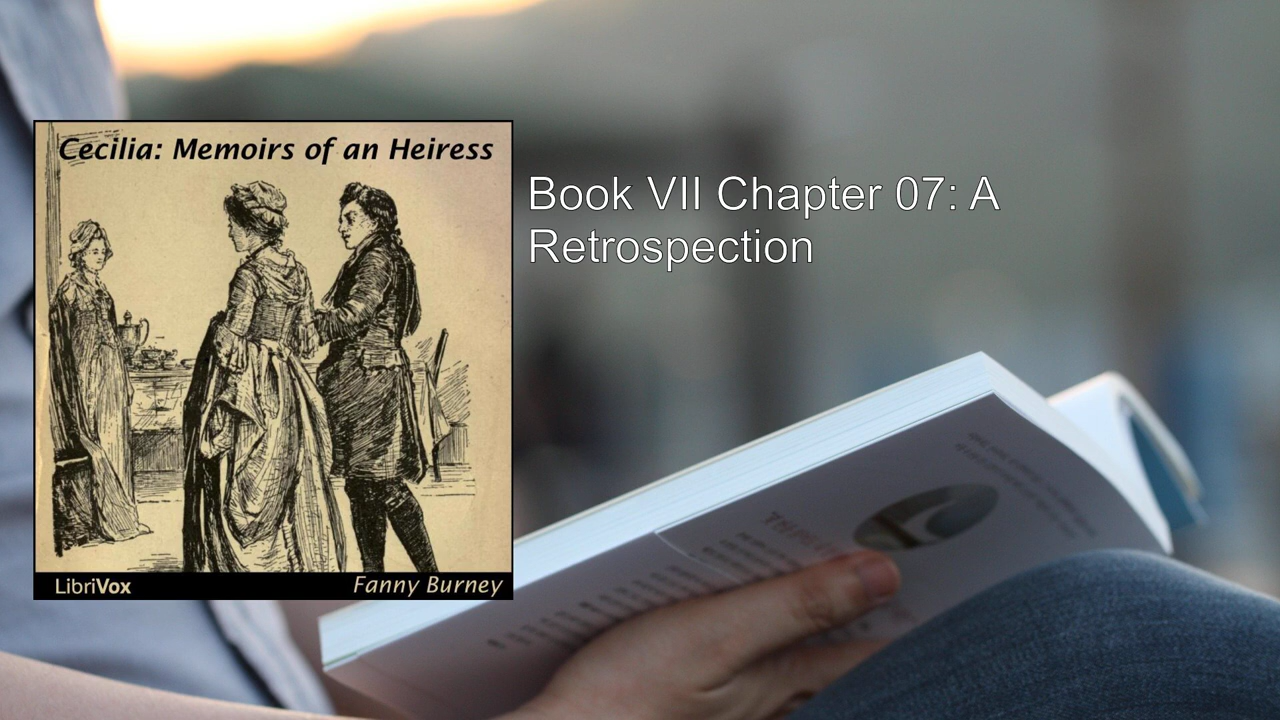 Cecilia: Memoirs of an Heiress
LibriVox
Fanny Burney
Book VII Chapter 07: A
Retrospection